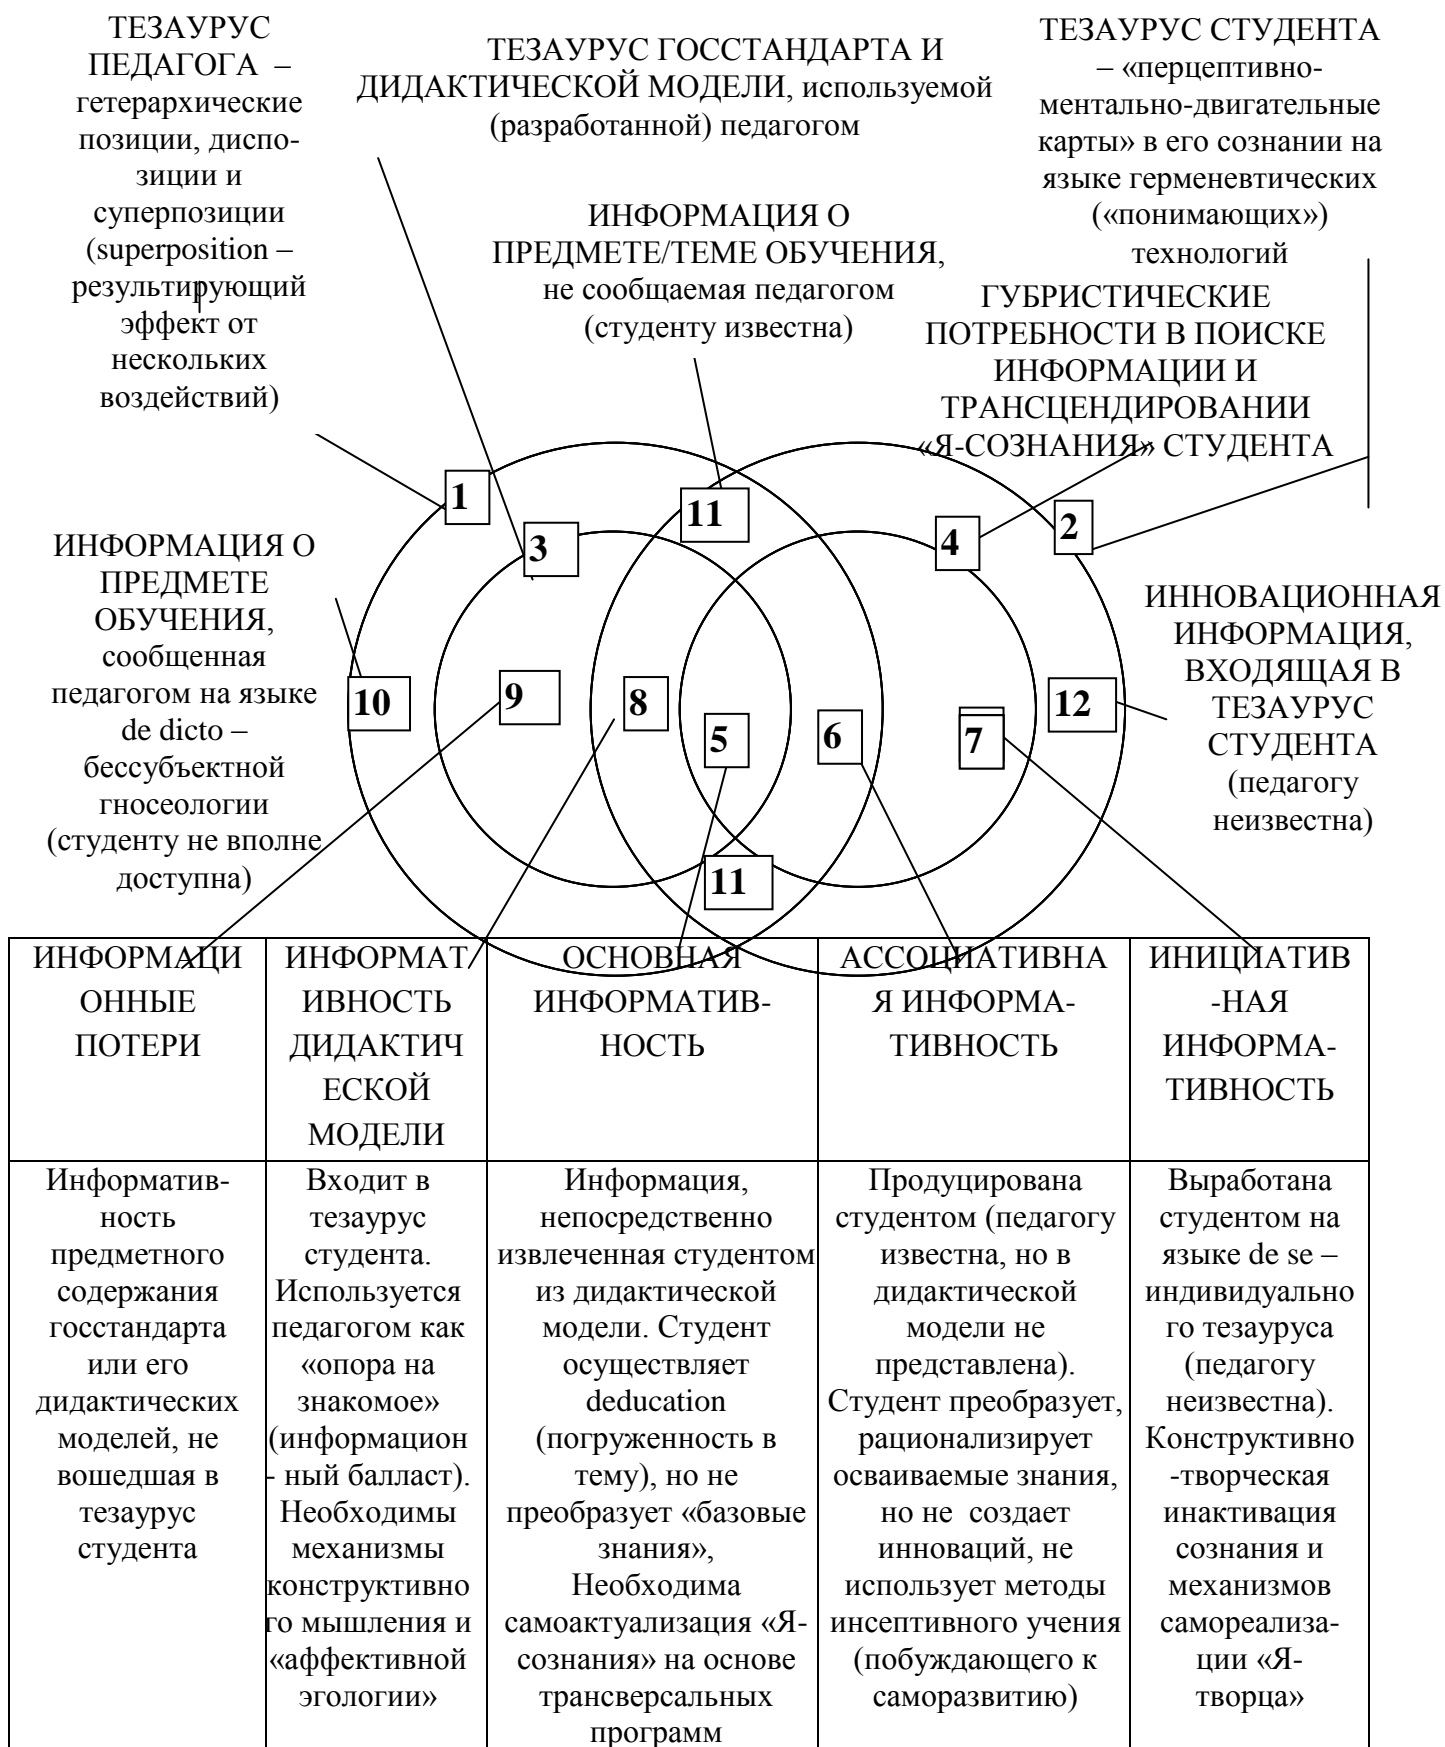 ТЕЗАУРУС
ПЕДАГОГА –
гетерархические
позиции, диспо-
зиции и
суперпозиции
(superposition –
результирующий
эффект от
нескольких
воздействий)
ТЕЗАУРУС ГОССТАНДАРТА И
ДИДАКТИЧЕСКОЙ МОДЕЛИ, используемой
(разработанной) педагогом
ТЕЗАУРУС СТУДЕНТА
– «перцептивно-
ментально-двигательные
карты» в его сознании на
языке герменевтических
(«понимающих»)
технологий
ИНФОРМАЦИЯ О
ПРЕДМЕТЕ/ТЕМЕ ОБУЧЕНИЯ,
не сообщаемая педагогом
(студенту известна)
ГУБРИСТИЧЕСКИЕ
ПОТРЕБНОСТИ В ПОИСКЕ
ИНФОРМАЦИИ И
ТРАНСЦЕНДИРОВАНИИ
«Я-СОЗНАНИЯ» СТУДЕНТА
1
11
2
3
4
ИНФОРМАЦИЯ О
ПРЕДМЕТЕ
ОБУЧЕНИЯ,
сообщенная
педагогом на языке
de dicto –
бессубъектной
гносеологии
(студенту не вполне
доступна)
ИННОВАЦИОННАЯ
ИНФОРМАЦИЯ,
ВХОДЯЩАЯ В
ТЕЗАУРУС
СТУДЕНТА
(педагогу
неизвестна)
10
9
8
5
6
7
12
11
ИНФОРМАЦИ
ОННЫЕ
ПОТЕРИ
ИНФОРМАТ
ИВНОСТЬ
ДИДАКТИЧ
ЕСКОЙ
МОДЕЛИ
ОСНОВНАЯ
ИНФОРМАТИВ-
НОСТЬ
АССОЦИАТИВНА
Я ИНФОРМА-
ТИВНОСТЬ
ИНИЦИАТИВ
-НАЯ
ИНФОРМА-
ТИВНОСТЬ
Информатив-
ность
предметного
содержания
госстандарта
или его
дидактических
моделей, не
вошедшая в
тезаурус
студента
Входит в
тезаурус
студента.
Используется
педагогом как
«опора на
знакомое»
(информацион
- ный балласт).
Необходимы
механизмы
конструктивно
го мышления и
«аффективной
эгологии»
Информация,
непосредственно
извлеченная студентом
из дидактической
модели. Студент
осуществляет
deducation
(погруженность в
тему), но не
преобразует «базовые
знания»,
Необходима
самоактуализация «Я-
сознания» на основе
трансверсальных
программ
Продуцирована
студентом (педагогу
известна, но в
дидактической
модели не
представлена).
Студент преобразует,
рационализирует
осваиваемые знания,
но не создает
инноваций, не
использует методы
инсептивного учения
(побуждающего к
саморазвитию)
Выработана
студентом на
языке de se –
индивидуально
го тезауруса
(педагогу
неизвестна).
Конструктивно
-творческая
инактивация
сознания и
механизмов
самореализа-
ции «Я-
творца»